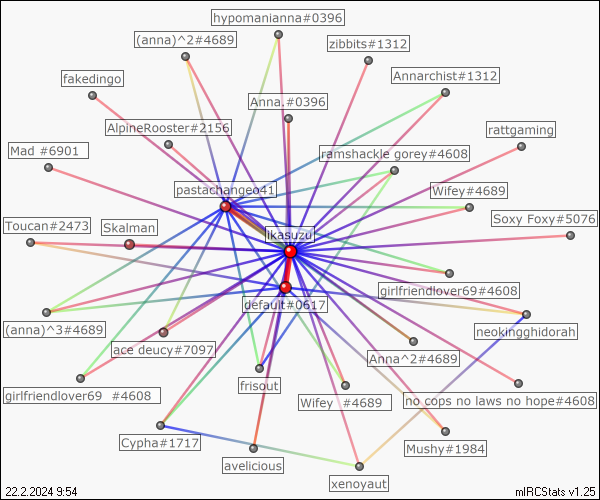 hypomanianna#0396
(anna)^2#4689
zibbits#1312
fakedingo
Annarchist#1312
Anna.#0396
AlpineRooster#2156
rattgaming
Mad #6901
ramshackle gorey#4608
pastachangeo41
Wifey#4689
Toucan#2473
Skalman
Soxy Foxy#5076
ikasuzu
girlfriendlover69#4608
default#0617
(anna)^3#4689
neokingghidorah
ace deucy#7097
Anna^2#4689
frisout
girlfriendlover69 #4608
Wifey #4689
no cops no laws no hope#4608
Cypha#1717
Mushy#1984
avelicious
xenoyaut
22.2.2024 9:54
mIRCStats v1.25